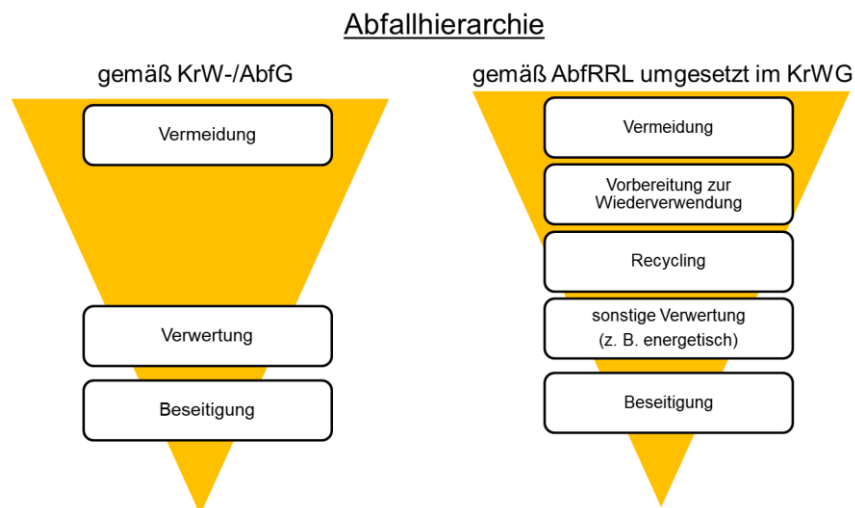 Abfallhierarchie
gemäß KrW-/AbfG
Vermeidung
Verwertung
Beseitigung
gemäß AbfRRL umgesetzt im KrWG
Vermeidung
Vorbereitung zur
Wiederverwendung
Recycling
sonstige Verwertung
(z. B. energetisch)
Beseitigung